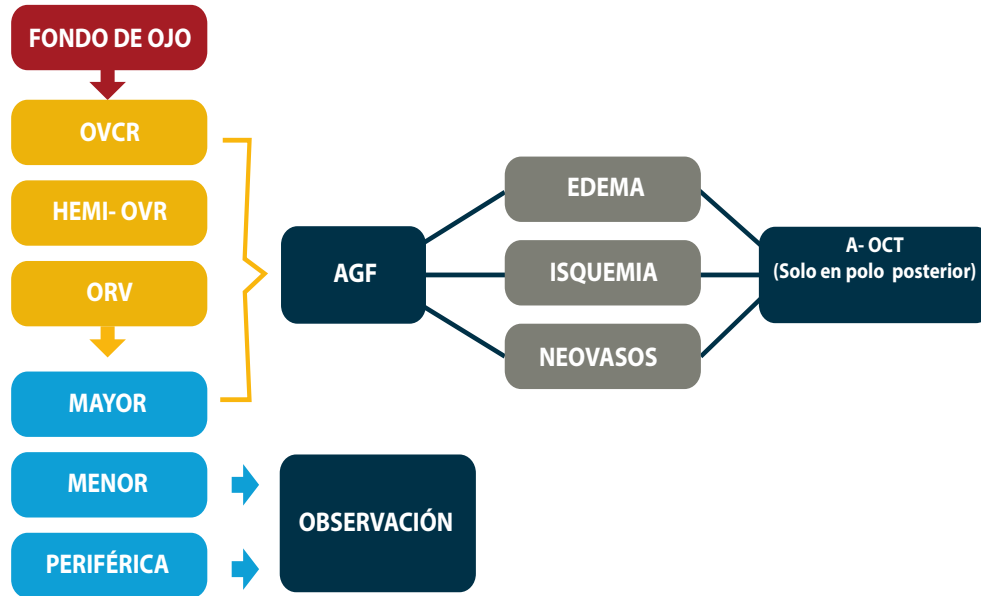 FONDO DE OJO
OVCR
HEMI- OVR
ORV
MAYOR
MENOR
PERIFÉRICA
AGF
OBSERVACIÓN
EDEMA
ISQUEMIA
NEOVASOS
A- OCT
(Solo en polo posterior)